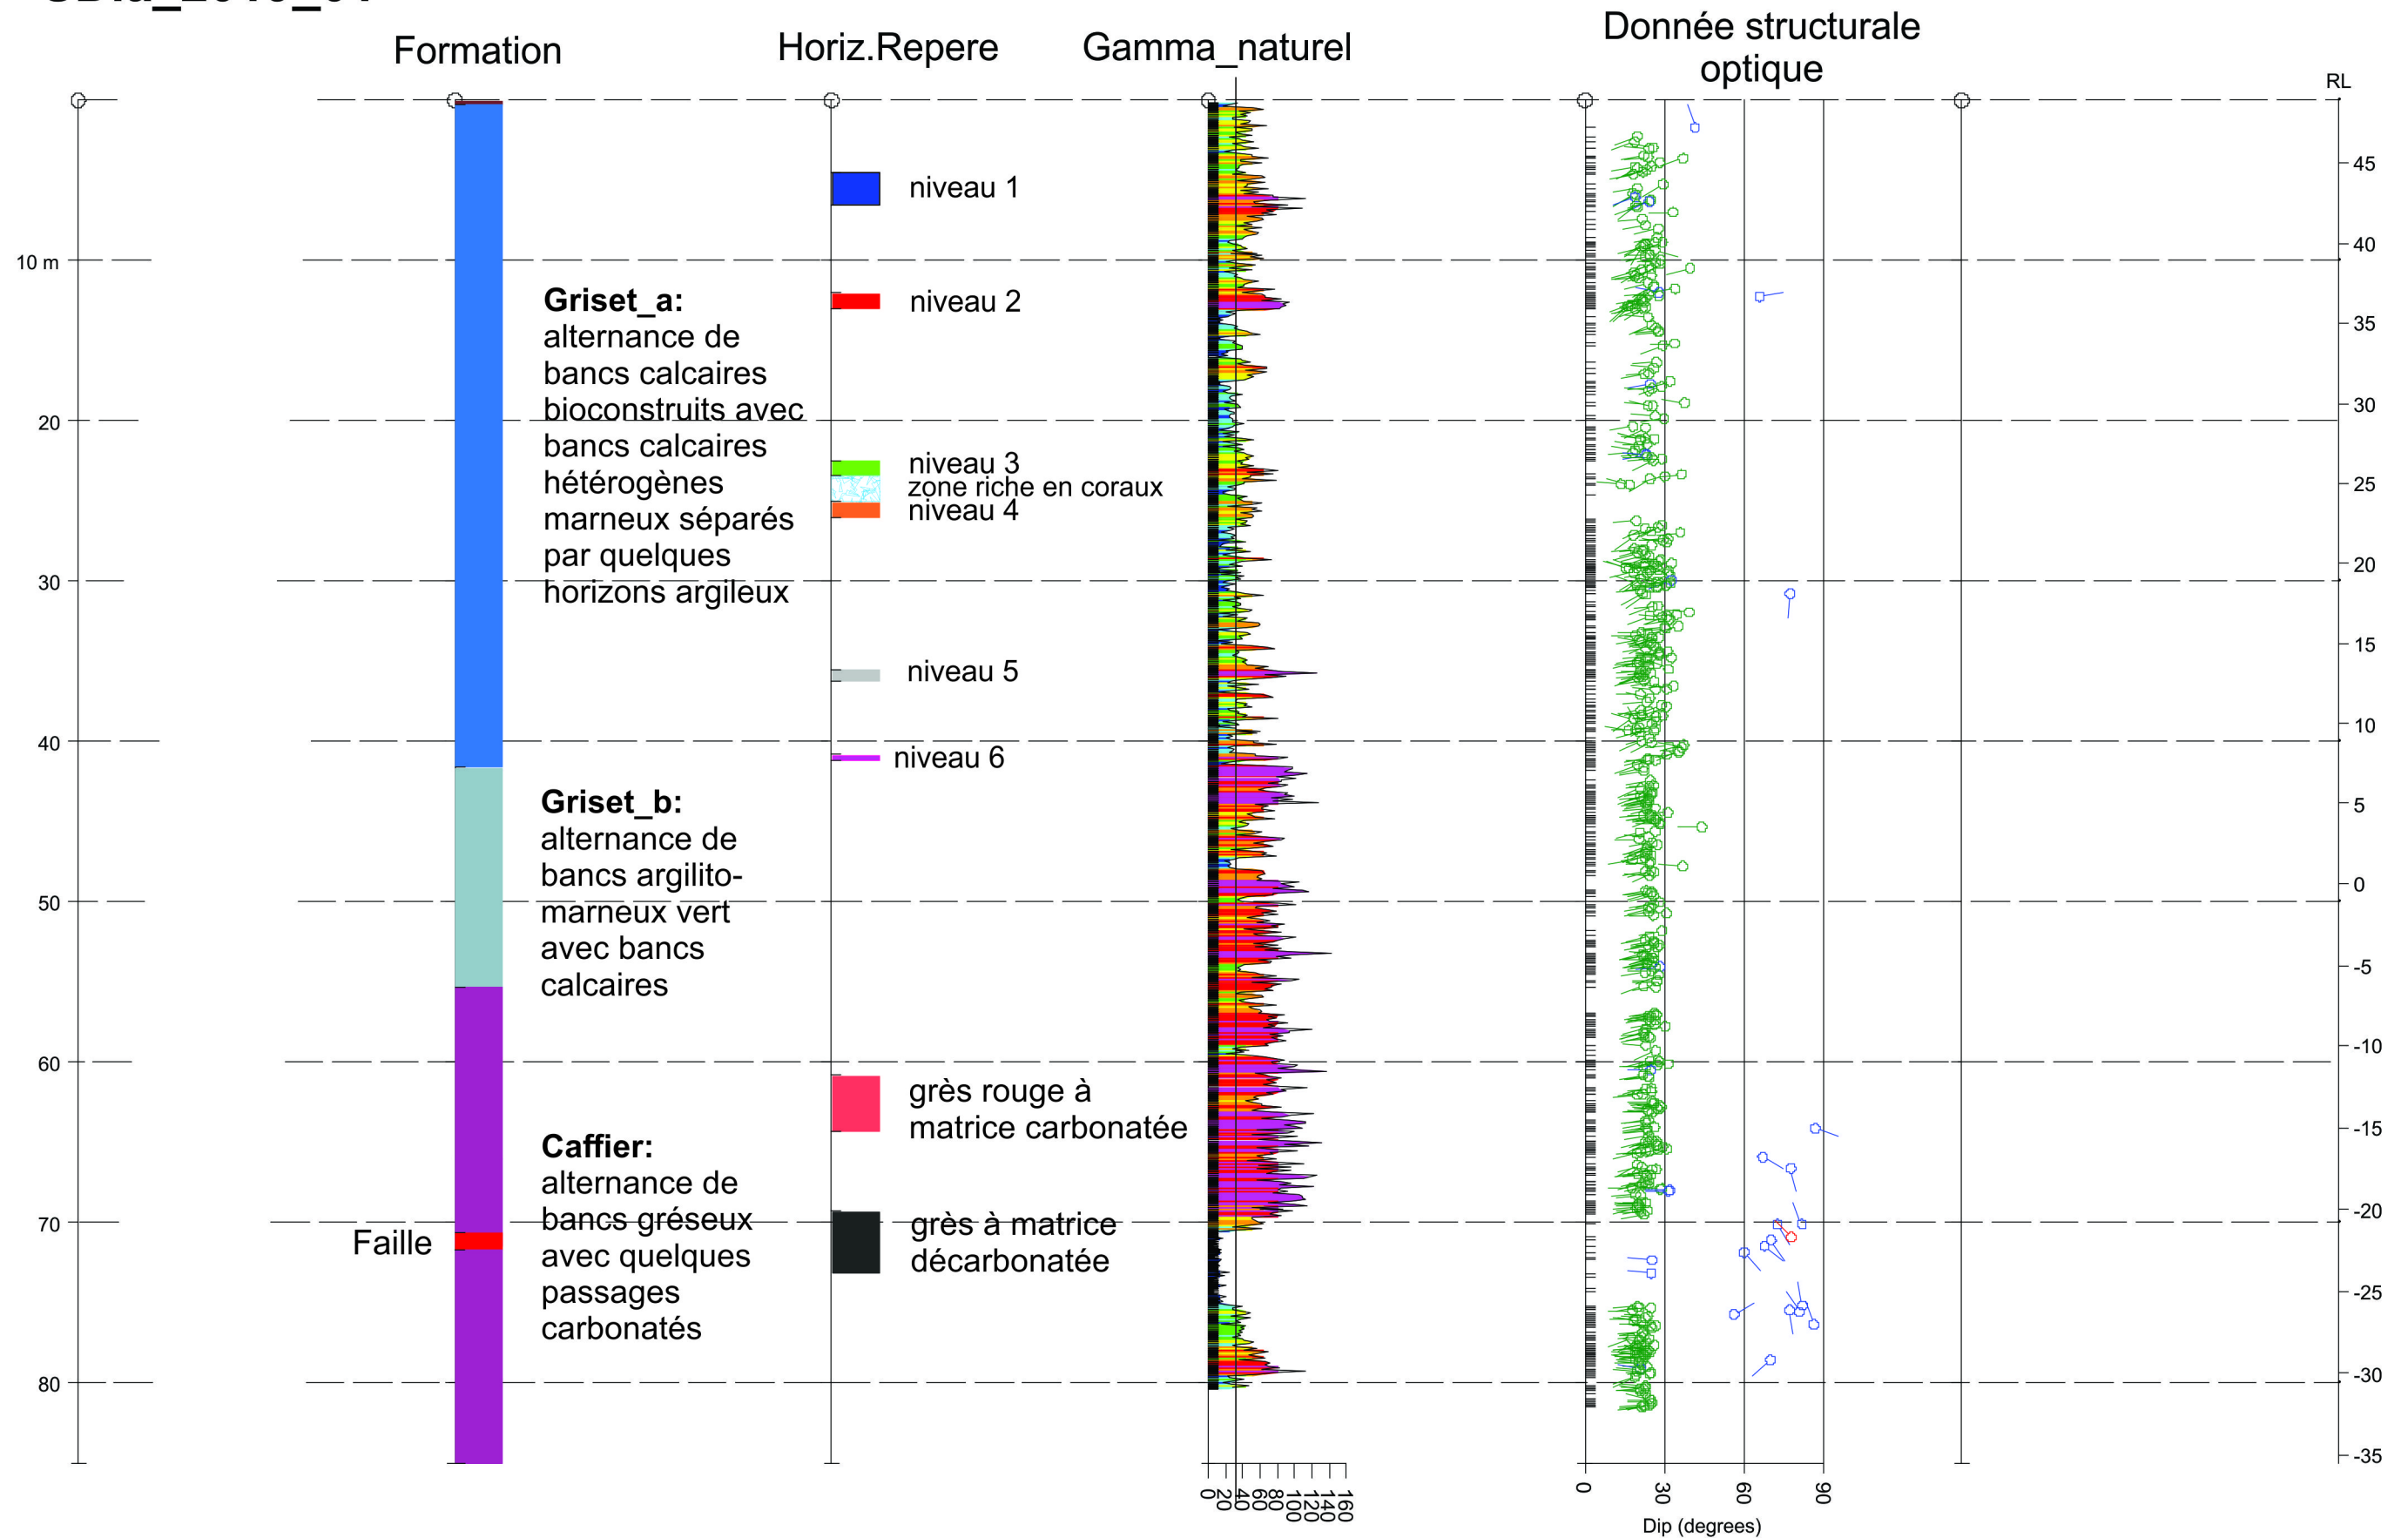 Formation
Horiz.Repere
Gamma_naturel
Donnée structurale
optique
RL
10 m
20
30
40
50
60
70
80
Griset_a:
alternance de
bancs calcaires
bioconstruits avec
bancs calcaires
hétérogènes
marneux séparés
par quelques
horizons argileux
Griset_b:
alternance de
bancs argilito-
marneux vert
avec bancs
calcaires
Caffier:
alternance de
bancs gréseux
avec quelques
passages
carbonatés
Faille
niveau 1
niveau 2
niveau 3
zone riche en coraux
niveau 4
niveau 5
niveau 6
grès rouge à
matrice carbonatée
grès à matrice
décarbonatée
0
20
40
60
80
100
120
140
160
0
30
60
90
Dip (degrees)
45
40
35
30
25
20
15
10
5
0
-5
-10
-15
-20
-25
-30
-35